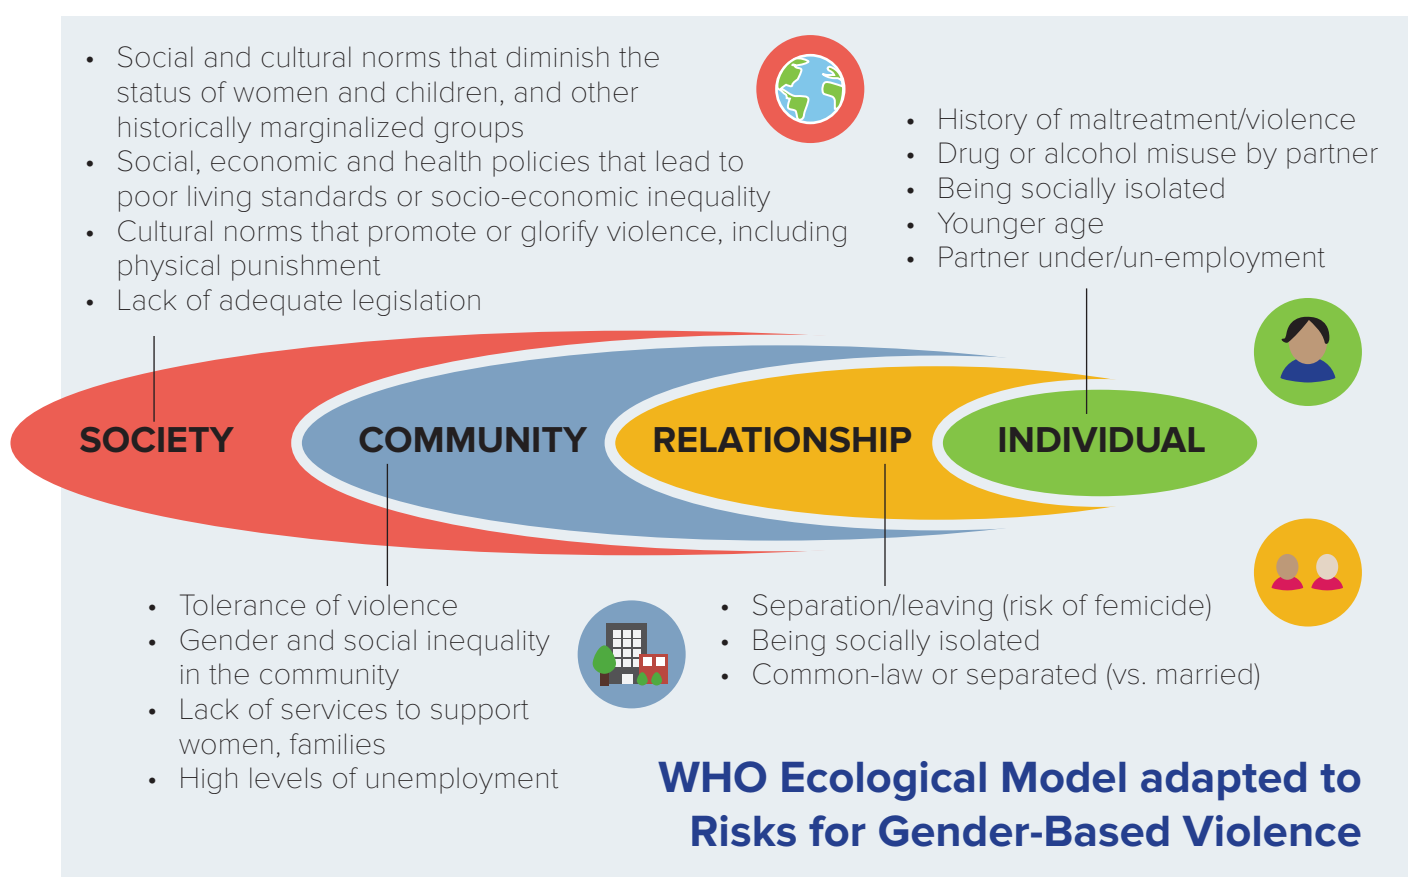 • Social and cultural norms that diminish the
status of women and children, and other
historically marginalized groups
• Social, economic and health policies that lead to
poor living standards or socio-economic inequality
• Cultural norms that promote or glorify violence, including
physical punishment
• Lack of adequate legislation
• History of maltreatment/violence
• Drug or alcohol misuse by partner
• Being socially isolated
• Younger age
• Partner under/un-employment
SOCIETY
COMMUNITY
RELATIONSHIP
INDIVIDUAL
• Tolerance of violence
• Gender and social inequality
in the community
• Lack of services to support
women, families
• High levels of unemployment
• Separation/leaving (risk of femicide)
• Being socially isolated
• Common-law or separated (vs. married)
WHO Ecological Model adapted to
Risks for Gender-Based Violence